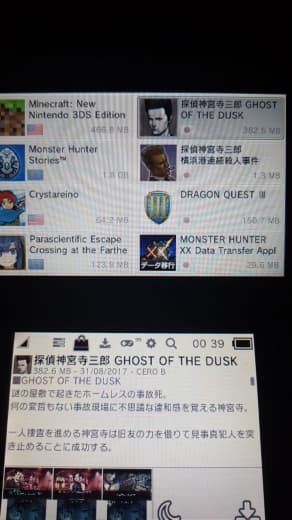 Minecraft: New
Nintendo 3DS Edition
466.8 MB
探偵神宮寺三郎 GHOST
OF THE DUSK
382.6 MB
Monster Hunter
Stories™
1.8 GB
探偵神宮寺三郎
横浜港連続殺人事件
1.3 MB
Crystareino
64.2 MB
DRAGON QUEST III
150.7 MB
Parascientific Escape
Crossing at the Farthe
123.9 MB
データ移行
MONSTER HUNTER
XX Data Transfer Appl
29.6 MB
00 39
探偵神宮寺三郎 GHOST OF THE DUSK
382.6 MB - 31/08/2017 - CERO B
■GHOST OF THE DUSK
謎の屋敷で起きたホームレスの事故死。
何の変哲もない事故現場に不思議な違和感を覚える神宮寺。
一人捜査を進める神宮寺は旧友の力を借りて見事真犯人を突
き止めることに成功する。